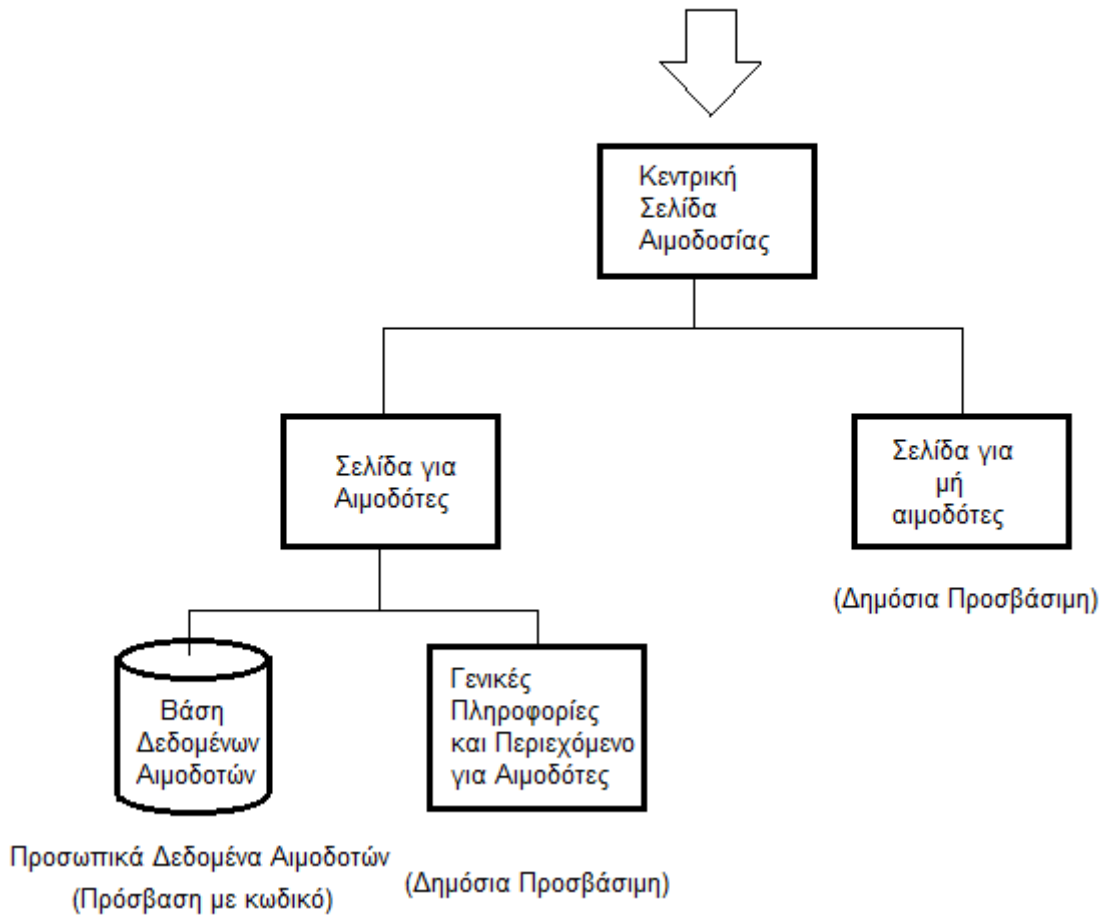 Κεντρική
Σελίδα
Αιμοδοσίας
Σελίδα για
Αιμοδότες
Σελίδα για
μή
αιμοδότες
(Δημόσια Προσβάσιμη)
Βάση
Δεδομένων
Αιμοδοτών
Γενικές
Πληροφορίες
και Περιεχόμενο
για Αιμοδότες
Προσωπικά Δεδομένα Αιμοδοτών
(Πρόσβαση με κωδικό)
(Δημόσια Προσβάσιμη)